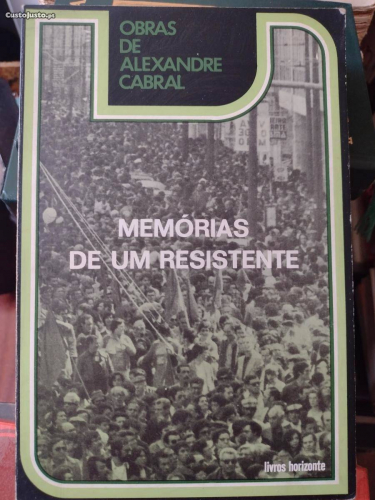 CustoJusto.pt
OBRAS
DE
ALEXANDRE
CABRAL
MEMÓRIAS
DE UM RESISTENTE
livros horizonte